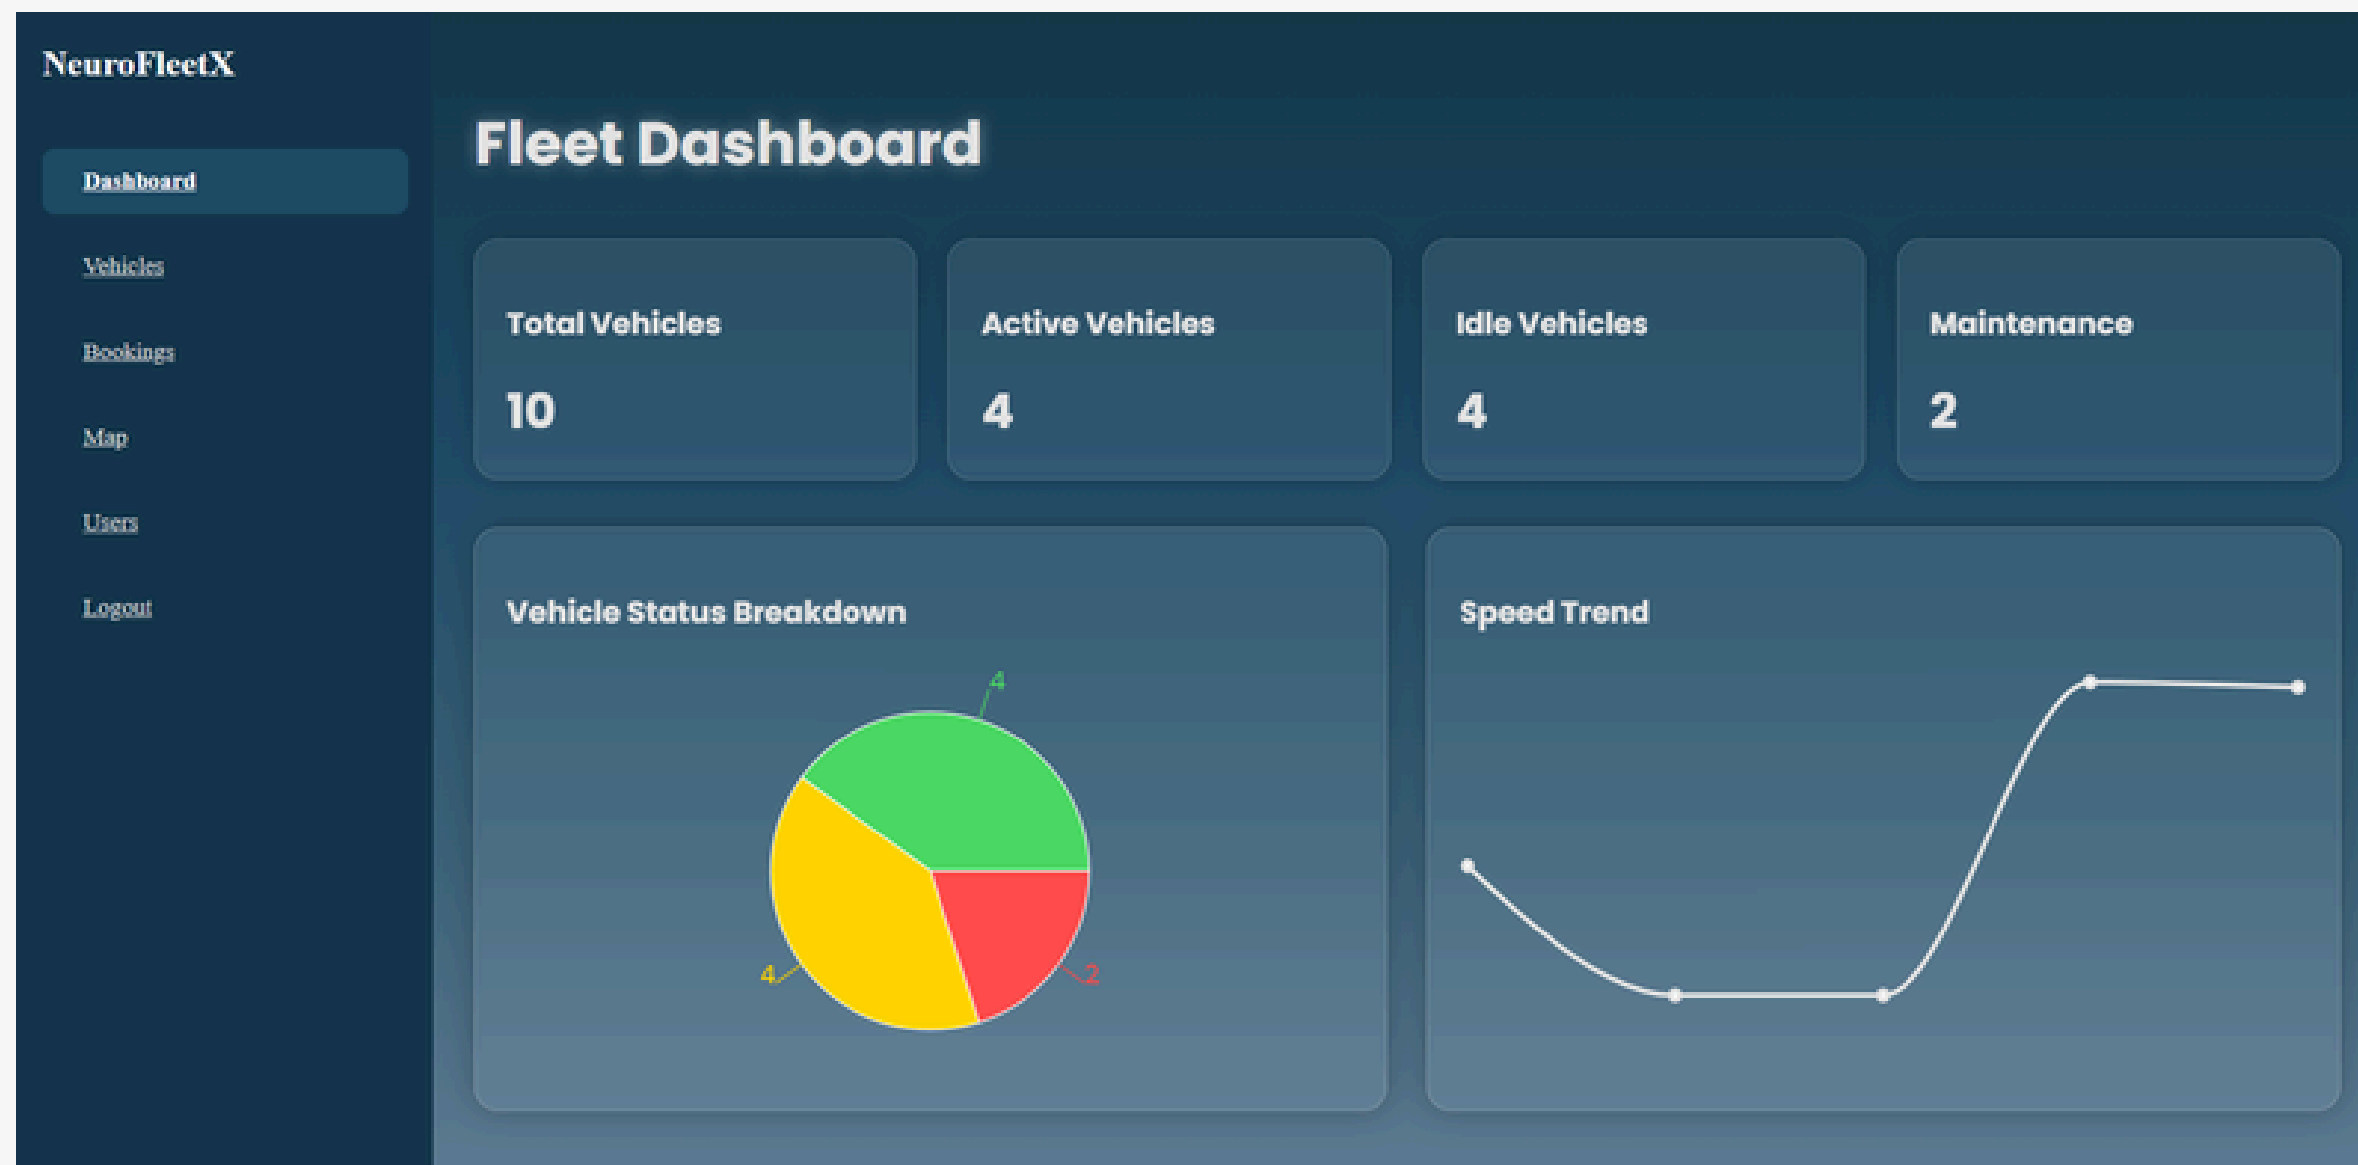 NeuroFleetX
Dashboard
Vehicles
Bookings
Map
Users
Logout
Fleet Dashboard
Total Vehicles
10
Active Vehicles
4
Idle Vehicles
4
Maintenance
2
Vehicle Status Breakdown
4
4
2
Speed Trend